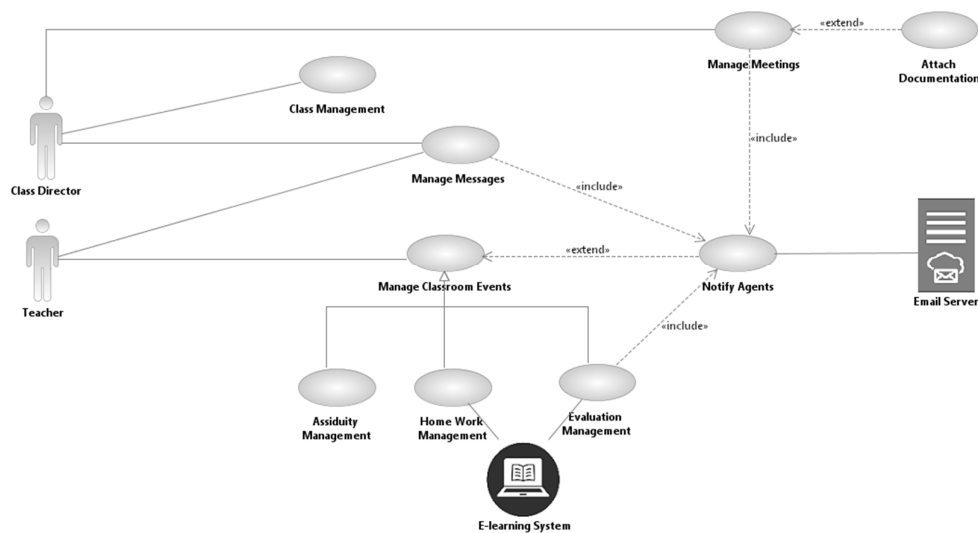 «extend»
Manage Meetings
Attach
Documentation
Class Management
«include»
Class Director
Manage Messages
«include»
«extend»
Manage Classroom Events
Notify Agents
Email Server
Teacher
«include»
Assiduity
Management
Home Work
Management
Evaluation
Management
E-learning System